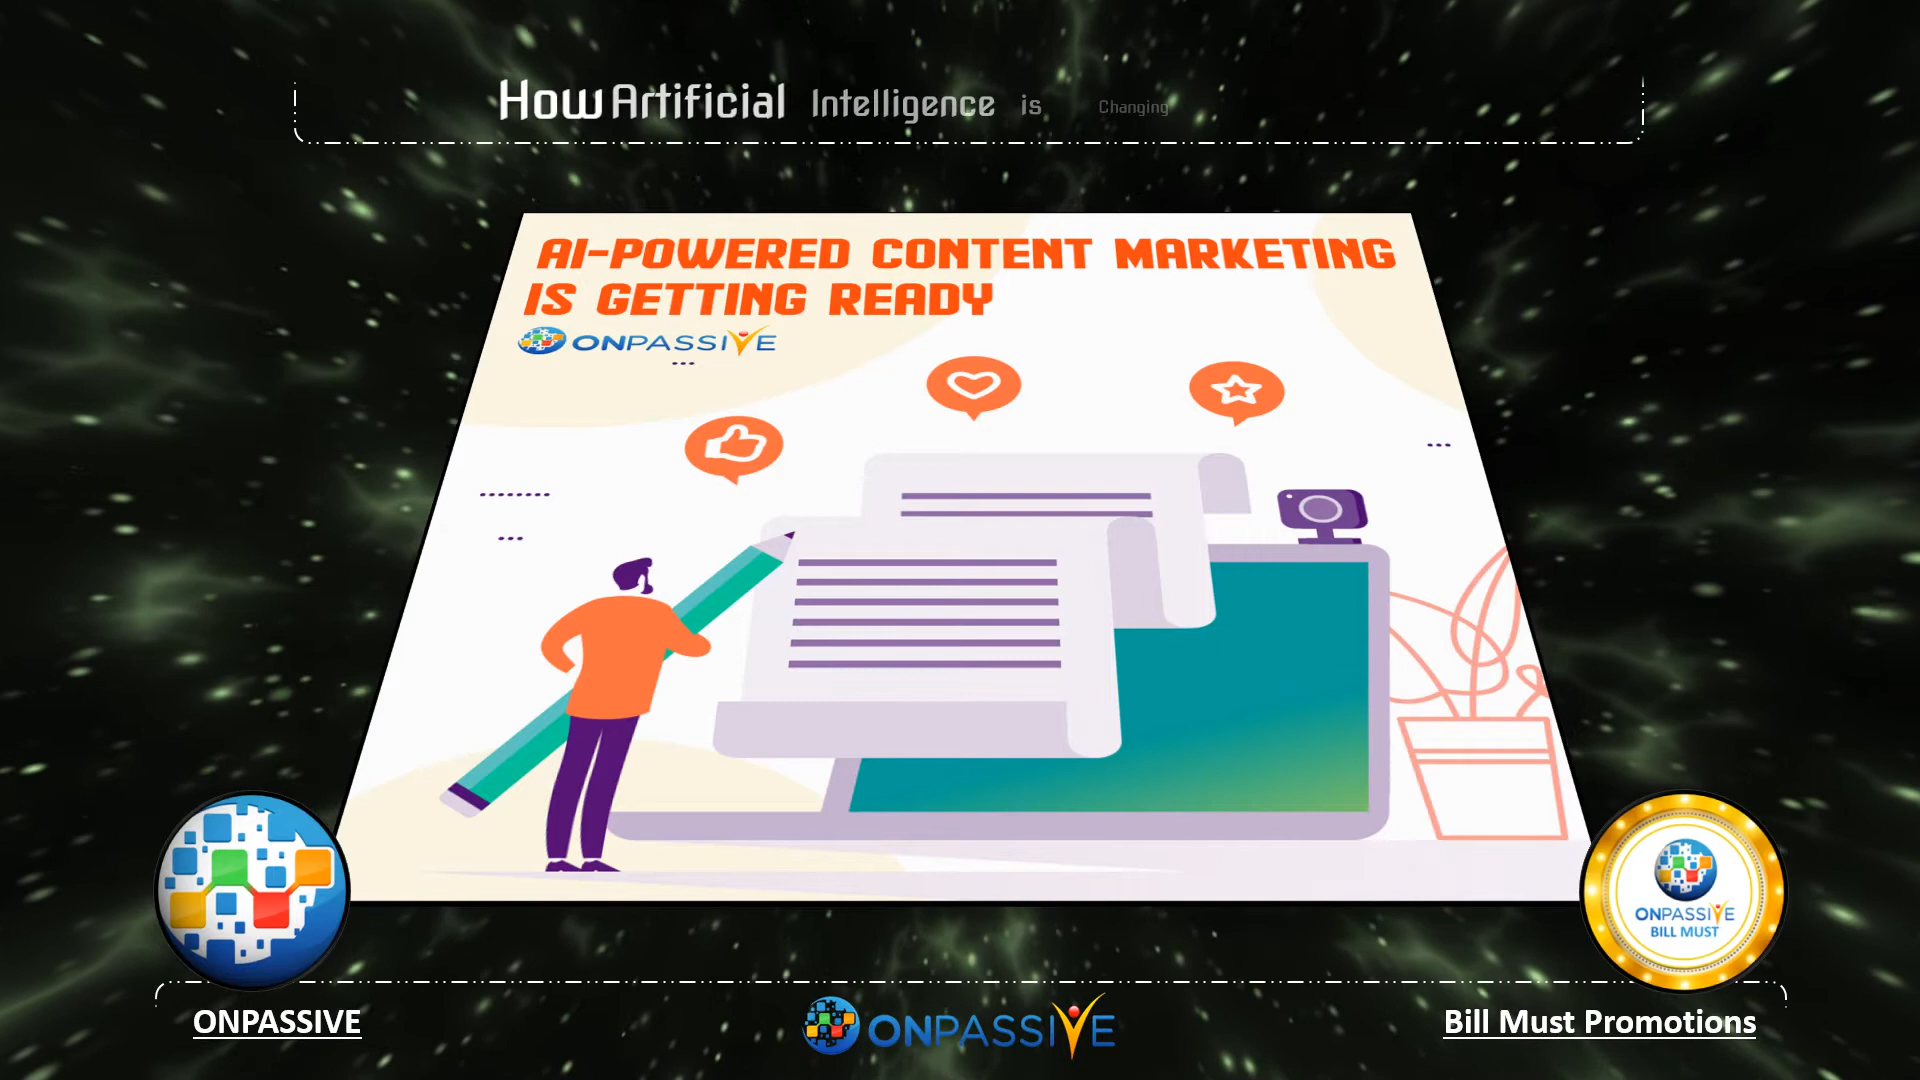 How Artificial Intelligence is Changing
AI-POWERED CONTENT MARKETING
IS GETTING READY
ONPASSIVE
ONPASSIVE
BILL MUST
ONPASSIVE
ONPASSIVE
Bill Must Promotions